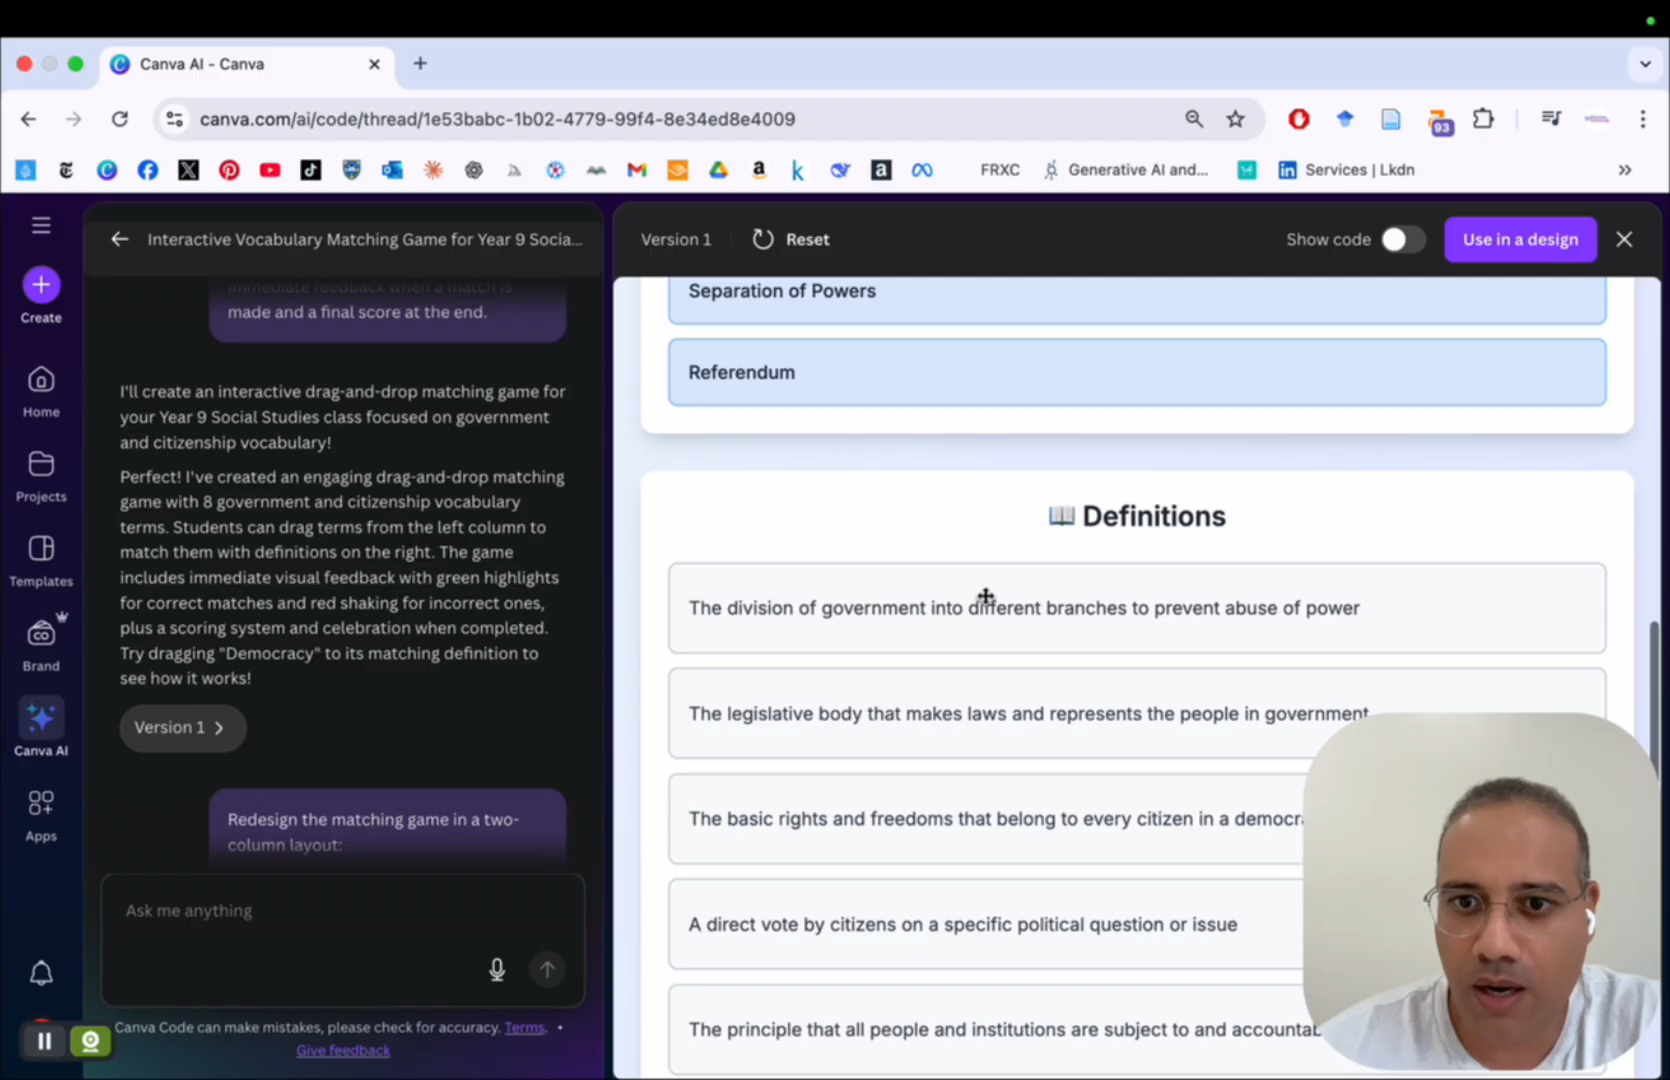 Canva AI - Canva
canva.com/ai/code/thread/1e53babc-1b02-4779-99f4-8e34ed8e4009
93
FRXC
Generative AI and...
Services | Lkdn
Create
Home
Projects
Templates
Brand
Canva AI
Apps
Interactive Vocabulary Matching Game for Year 9 Socia...
immediate feedback when a match is
made and a final score at the end.
I'll create an interactive drag-and-drop matching game for
your Year 9 Social Studies class focused on government
and citizenship vocabulary!
Perfect! I've created an engaging drag-and-drop matching
game with 8 government and citizenship vocabulary
terms. Students can drag terms from the left column to
match them with definitions on the right. The game
includes immediate visual feedback with green highlights
for correct matches and red shaking for incorrect ones,
plus a scoring system and celebration when completed.
Try dragging "Democracy" to its matching definition to
see how it works!
Version 1
Redesign the matching game in a two-
column layout:
Ask me anything
Canva Code can make mistakes, please check for accuracy. Terms. •
Give feedback
Version 1
Reset
Show code
Use in a design
Separation of Powers
Referendum
Definitions
The division of government into different branches to prevent abuse of power
The legislative body that makes laws and represents the people in government
The basic rights and freedoms that belong to every citizen in a democra
A direct vote by citizens on a specific political question or issue
The principle that all people and institutions are subject to and accountab